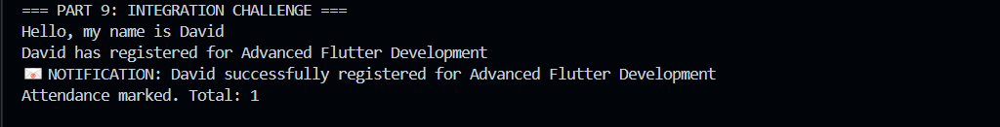 === PART 9: INTEGRATION CHALLENGE ===
Hello, my name is David
David has registered for Advanced Flutter Development
📧 NOTIFICATION: David successfully registered for Advanced Flutter Development
Attendance marked. Total: 1